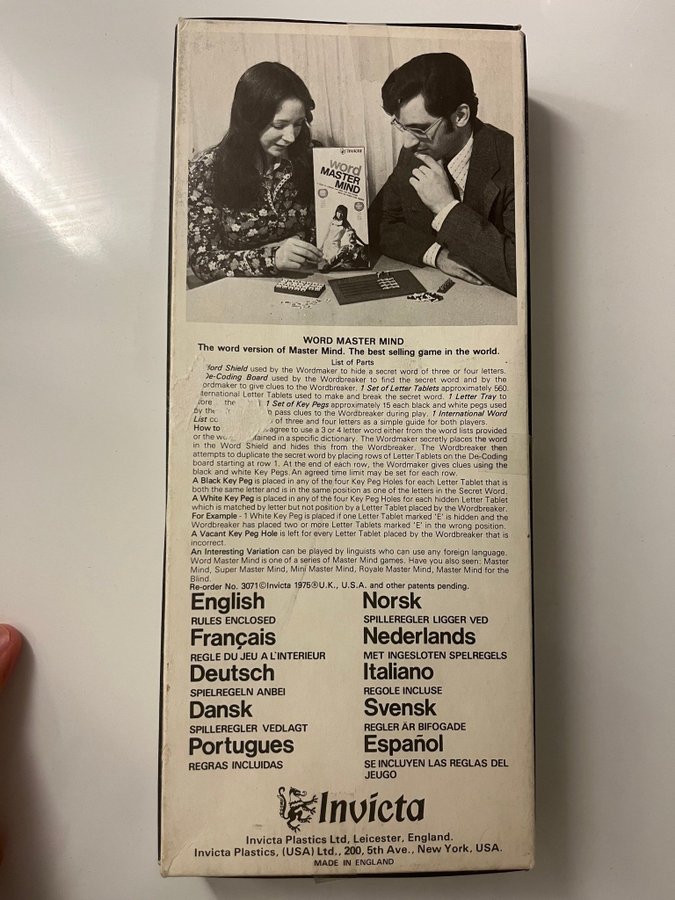 Invicta
word
MASTER
MIND
WORD MASTER MIND
The word version of Master Mind. The best selling game in the world.
List of Parts
Word Shield used by the Wordmaker to hide a secret word of three or four letters.
De-Coding Board used by the Wordbreaker to find the secret word and by the
ordmaker to give clues to the Wordbreaker. 1 Set of Letter Tablets approximately 560,
International Letter Tablets used to make and break the secret word. 1 Letter Tray to
ore the 1 Set of Key Pegs approximately 15 each black and white pegs used
by the pass clues to the Wordbreaker during play. 1 International Word
List co of three and four letters as a simple guide for both players.
How to agree to use a 3 or 4 letter word either from the word lists provided
or the wo tained in a specific dictionary. The Wordmaker secretly places the word
in the Word Shield and hides this from the Wordbreaker. The Wordbreaker then
attempts to duplicate the secret word by placing rows of Letter Tablets on the De-Coding
board starting at row 1. At the end of each row, the Wordmaker gives clues using the
black and white Key Pegs. An agreed time limit may be set for each row.
A Black Key Peg is placed in any of the four Key Peg Holes for each Letter Tablet that
is both the same letter and is in the same position as one of the letters in the Secret Word.
A White Key Peg is placed in any of the four Key Peg Holes for each hidden Letter Tablet
which is matched by letter but not position by a Letter Tablet placed by the Wordbreaker.
For Example - 1 White Key Peg is placed if one Letter Tablet marked 'E' is hidden and the
Wordbreaker has placed two or more Letter Tablets marked 'E' in the wrong position.
A Vacant Key Peg Hole is left for every Letter Tablet placed by the Wordbreaker that is
incorrect.
An Interesting Variation can be played by linguists who can use any foreign language.
Word Master Mind is one of a series of Master Mind games. Have you also seen: Master
Mind, Super Master Mind, Mini Master Mind, Royale Master Mind, Master Mind for the
Blind.
Re-order No. 3071 ©Invicta 1975 ® U.K., U.S.A. and other patents pending.
English
RULES ENCLOSED
Français
REGLE DU JEU A L'INTERIEUR
Deutsch
SPIELREGELN ANBEI
Dansk
SPILLEREGLER VEDLAGT
Portugues
REGRAS INCLUIDAS
Norsk
SPILLEREGLER LIGGER VED
Nederlands
MET INGESLOTEN SPELREGELS
Italiano
REGOLE INCLUSE
Svensk
REGLER ÄR BIFOGADE
Español
SE INCLUYEN LAS REGLAS DEL
JEUGO
Invicta
Invicta Plastics Ltd, Leicester, England.
Invicta Plastics, (USA) Ltd., 200, 5th Ave., New York, USA.
MADE IN ENGLAND